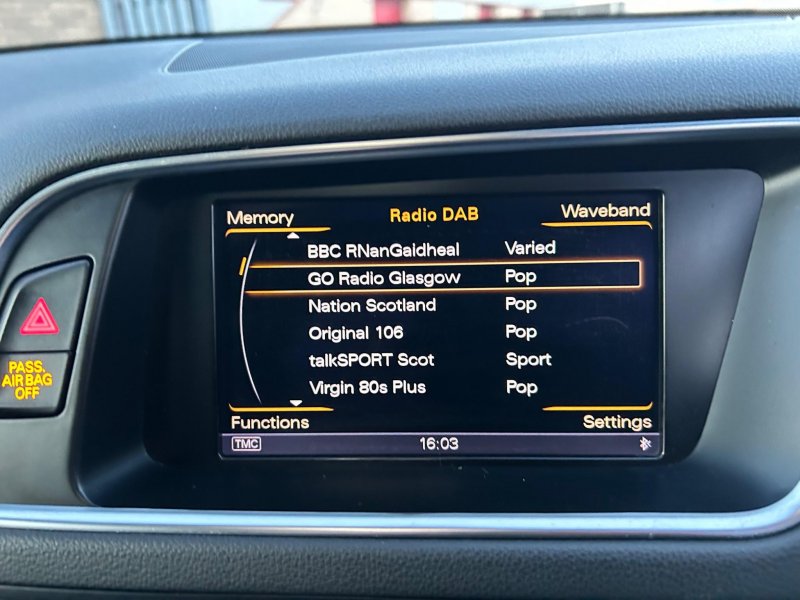 Memory Radio DAB Waveband
BBC RNanGaidheal Varied
GO Radio Glasgow Pop
Nation Scotland Pop
Original 106 Pop
talkSPORT Scot Sport
Virgin 80s Plus Pop
Functions Settings
TMC 16:03
PASS.
AIR BAG
OFF